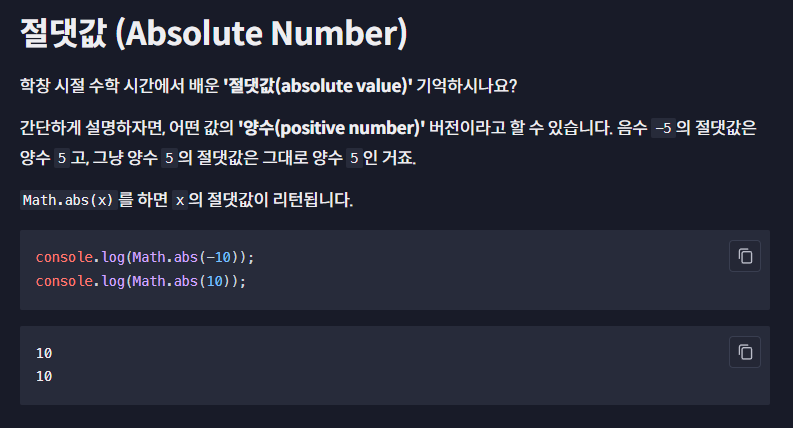 절댓값 (Absolute Number)
학창 시절 수학 시간에서 배운 '절댓값(absolute value)' 기억하시나요?
간단하게 설명하자면, 어떤 값의 '양수(positive number)' 버전이라고 할 수 있습니다. 음수 -5의 절댓값은
양수 5고, 그냥 양수 5의 절댓값은 그대로 양수 5인 거죠.
Math.abs(x)를 하면 x의 절댓값이 리턴됩니다.
console.log(Math.abs(-10));
console.log(Math.abs(10));
10
10